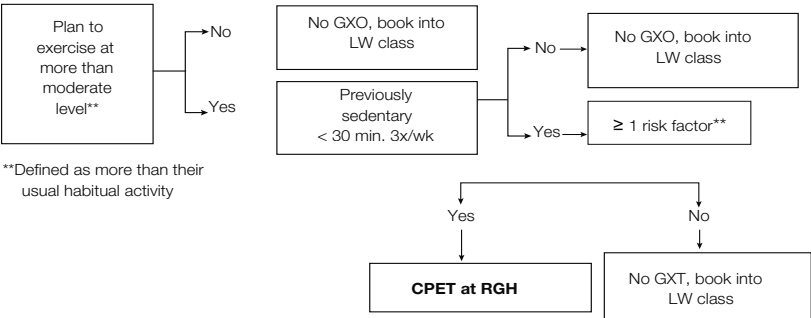 Plan to
exercise at
more than
moderate
level**
No
Yes
No GXO, book into
LW class
Previously
sedentary
< 30 min. 3x/wk
No
Yes
No GXO, book into
LW class
≥ 1 risk factor**
**Defined as more than their
usual habitual activity
Yes
No
CPET at RGH
No GXT, book into
LW class